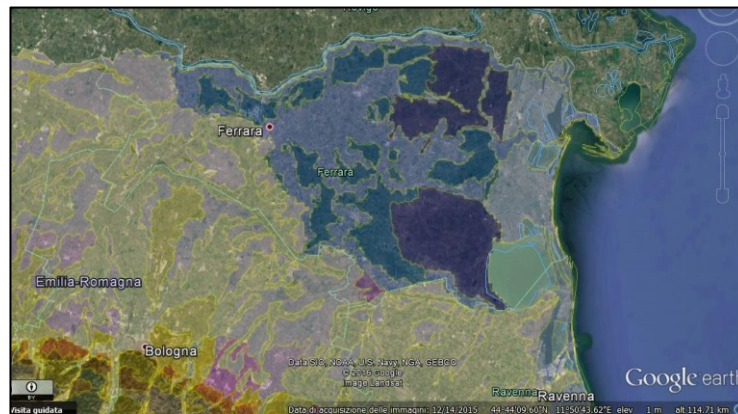 Rovigo
Ferrara
Ferrara
Emilia-Romagna
Bologna
Data SIO, NOAA, U.S. Navy, NGA, GEBCO
© 2016 Google
Image Landsat
Google earth
Ravenna
Ravenna
BY
Visita guidata
Data di acquisizione delle immagini: 12/14/2015 44°44'09.60"N 11°50'43.62"E elev 1 m alt 114.71 km